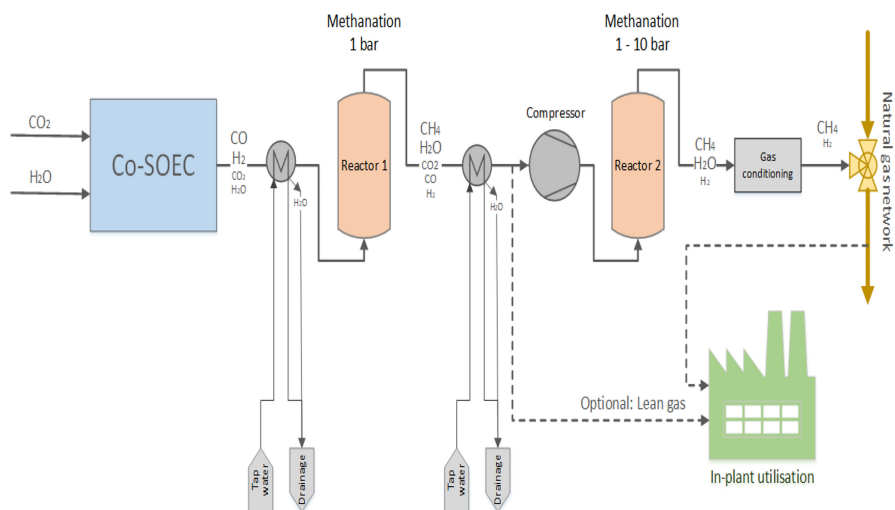 Methanation
1 bar
Methanation
1 - 10 bar
CO₂
H₂O
Co-SOEC
CO
H₂
CO₂
H₂O
M
H₂O
Reactor 1
CH₄
H₂O
CO2
CO
H₂
M
H₂O
Compressor
Reactor 2
CH₄
H₂O
H₂
Gas
conditioning
CH₄
H₂
Natural gas network
Optional: Lean gas
In-plant utilisation
Tap
water
Drainage
Tap
water
Drainage